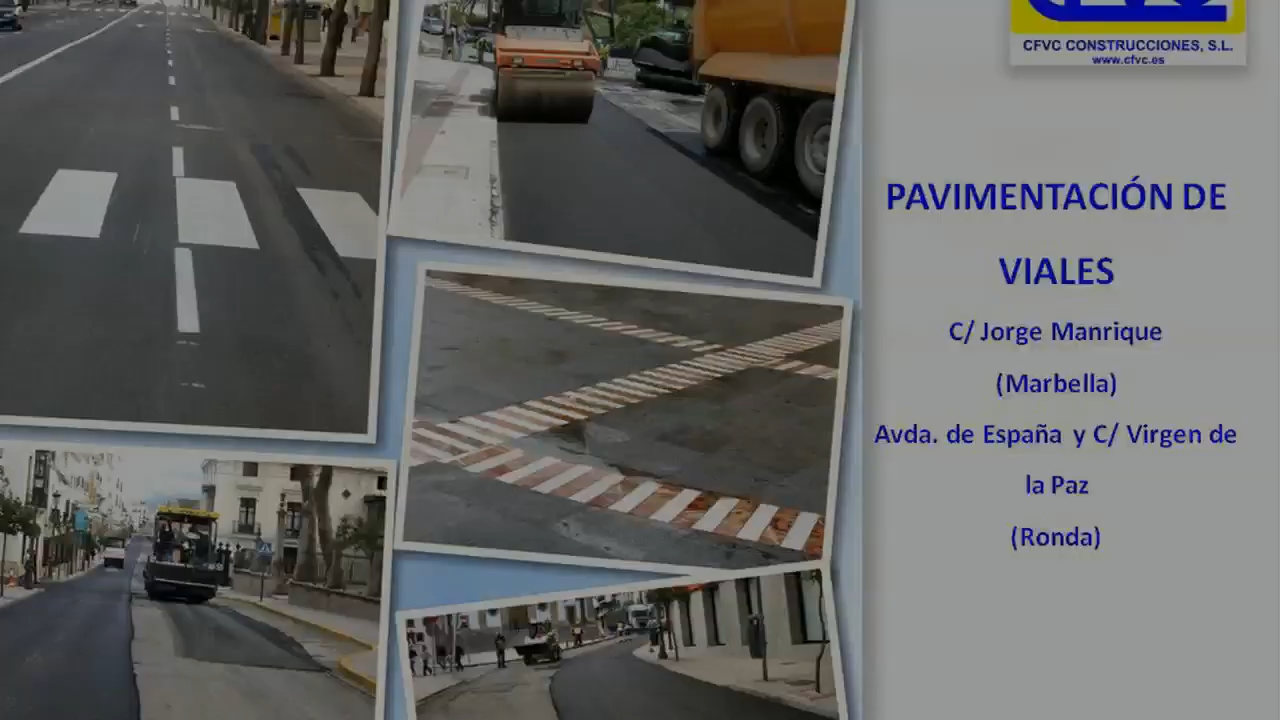 CFVC CONSTRUCCIONES, S.L.
www.cfvc.es
PAVIMENTACIÓN DE
VIALES
C/ Jorge Manrique
(Marbella)
Avda. de España y C/ Virgen de
la Paz
(Ronda)